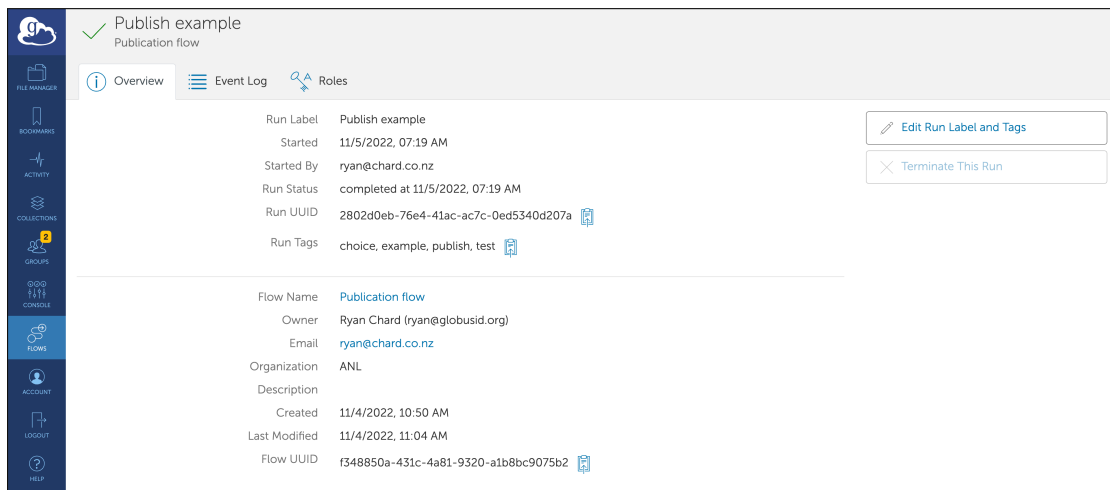 g
Publish example
Publication flow
FILE MANAGER
BOOKMARKS
ACTIVITY
COLLECTIONS
2
GROUPS
CONSOLE
FLOWS
ACCOUNT
LOGOUT
HELP
Overview
Event Log
Roles
Run Label Publish example
Started 11/5/2022, 07:19 AM
Started By ryan@chard.co.nz
Run Status completed at 11/5/2022, 07:19 AM
Run UUID 2802d0eb-76e4-41ac-ac7c-0ed5340d207a
Run Tags choice, example, publish, test
Edit Run Label and Tags
Terminate This Run
Flow Name Publication flow
Owner Ryan Chard (ryan@globusid.org)
Email ryan@chard.co.nz
Organization ANL
Description
Created 11/4/2022, 10:50 AM
Last Modified 11/4/2022, 11:04 AM
Flow UUID f348850a-431c-4a81-9320-a1b8bc9075b2